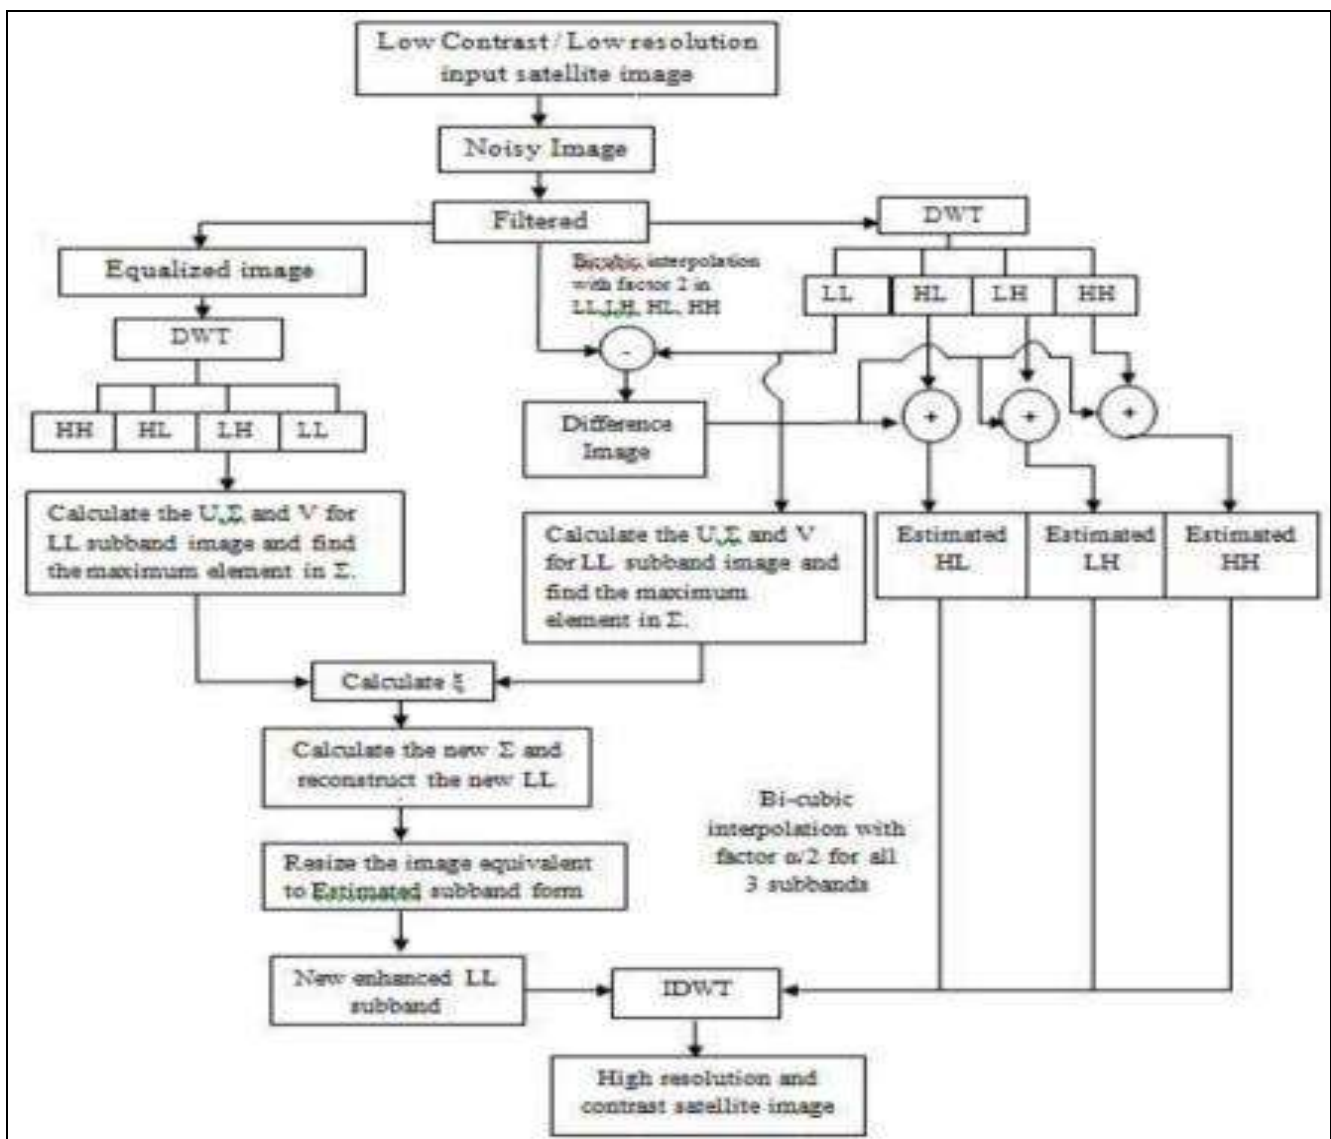 Low Contrast / Low resolution
input satellite image
Noisy Image
Filtered
DWT
Equalized image
Bicubic interpolation
with factor 2 in
LL, LH, HL, HH
LL
HL
LH
HH
DWT
-
HH
HL
LH
LL
Difference
Image
+
+
+
Calculate the U, Σ and V for
LL subband image and find
the maximum element in Σ.
Calculate the U, Σ and V
for LL subband image and
find the maximum
element in Σ.
Estimated
HL
Estimated
LH
Estimated
HH
Calculate ξ
Calculate the new Σ and
reconstruct the new LL
Bi-cubic
interpolation with
factor α/2 for all
3 subbands
Resize the image equivalent
to Estimated subband form
New enhanced LL
subband
IDWT
High resolution and
contrast satellite image